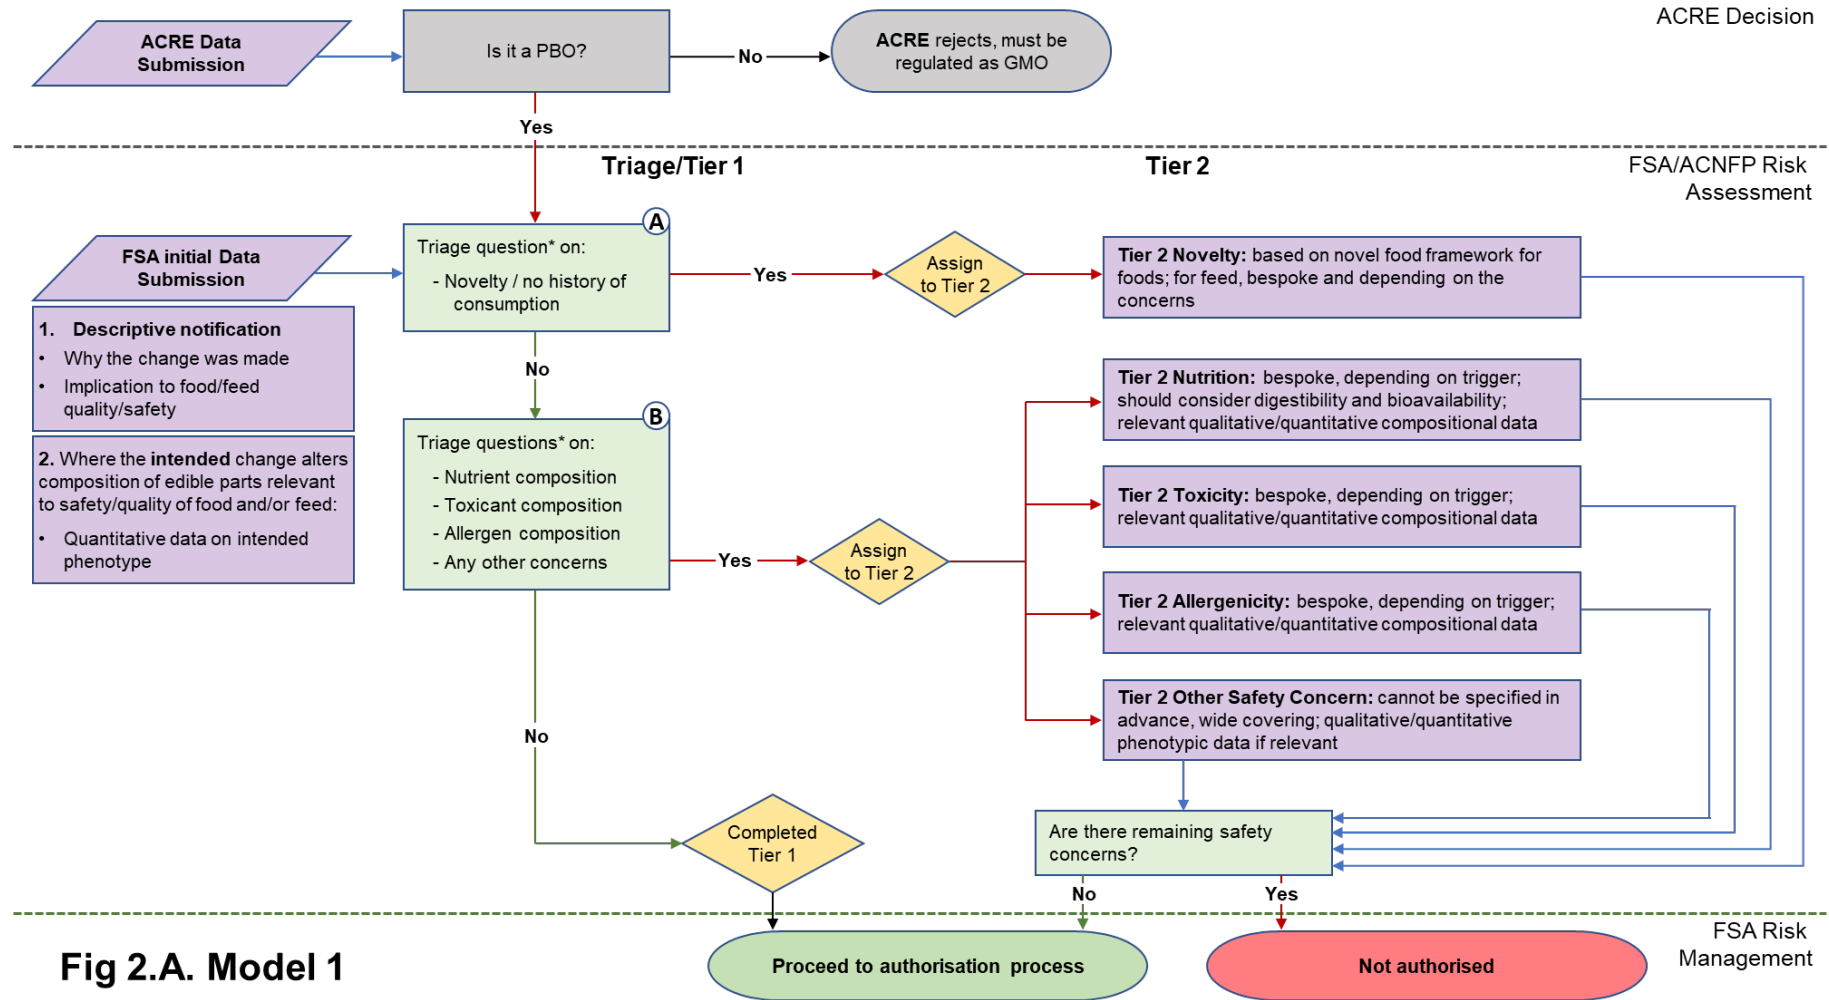 ACRE Decision
ACRE Data
Submission
Is it a PBO?
No
ACRE rejects, must be
regulated as GMO
Yes
Triage/Tier 1
Tier 2
FSA/ACNFP Risk
Assessment
A
FSA initial Data
Submission
Triage question* on:
- Novelty / no history of
consumption
Yes
Assign
to Tier 2
Tier 2 Novelty: based on novel food framework for
foods; for feed, bespoke and depending on the
concerns
1. Descriptive notification
• Why the change was made
• Implication to food/feed
quality/safety
No
2. Where the intended change alters
composition of edible parts relevant
to safety/quality of food and/or feed:
• Quantitative data on intended
phenotype
B
Triage questions* on:
- Nutrient composition
- Toxicant composition
- Allergen composition
- Any other concerns
Yes
Assign
to Tier 2
Tier 2 Nutrition: bespoke, depending on trigger;
should consider digestibility and bioavailability;
relevant qualitative/quantitative compositional data
Tier 2 Toxicity: bespoke, depending on trigger;
relevant qualitative/quantitative compositional data
Tier 2 Allergenicity: bespoke, depending on trigger;
relevant qualitative/quantitative compositional data
Tier 2 Other Safety Concern: cannot be specified in
advance, wide covering; qualitative/quantitative
phenotypic data if relevant
No
Completed
Tier 1
Are there remaining safety
concerns?
No
Yes
FSA Risk
Management
Fig 2.A. Model 1
Proceed to authorisation process
Not authorised